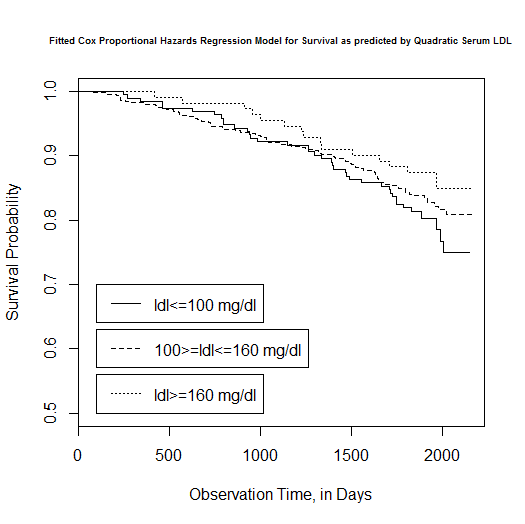 Fitted Cox Proportional Hazards Regression Model for Survival as predicted by Quadratic Serum LDL
Survival Probability
1.0
0.9
0.8
0.7
0.6
0.5
ldl<=100 mg/dl
100>=ldl<=160 mg/dl
ldl>=160 mg/dl
0 500 1000 1500 2000
Observation Time, in Days